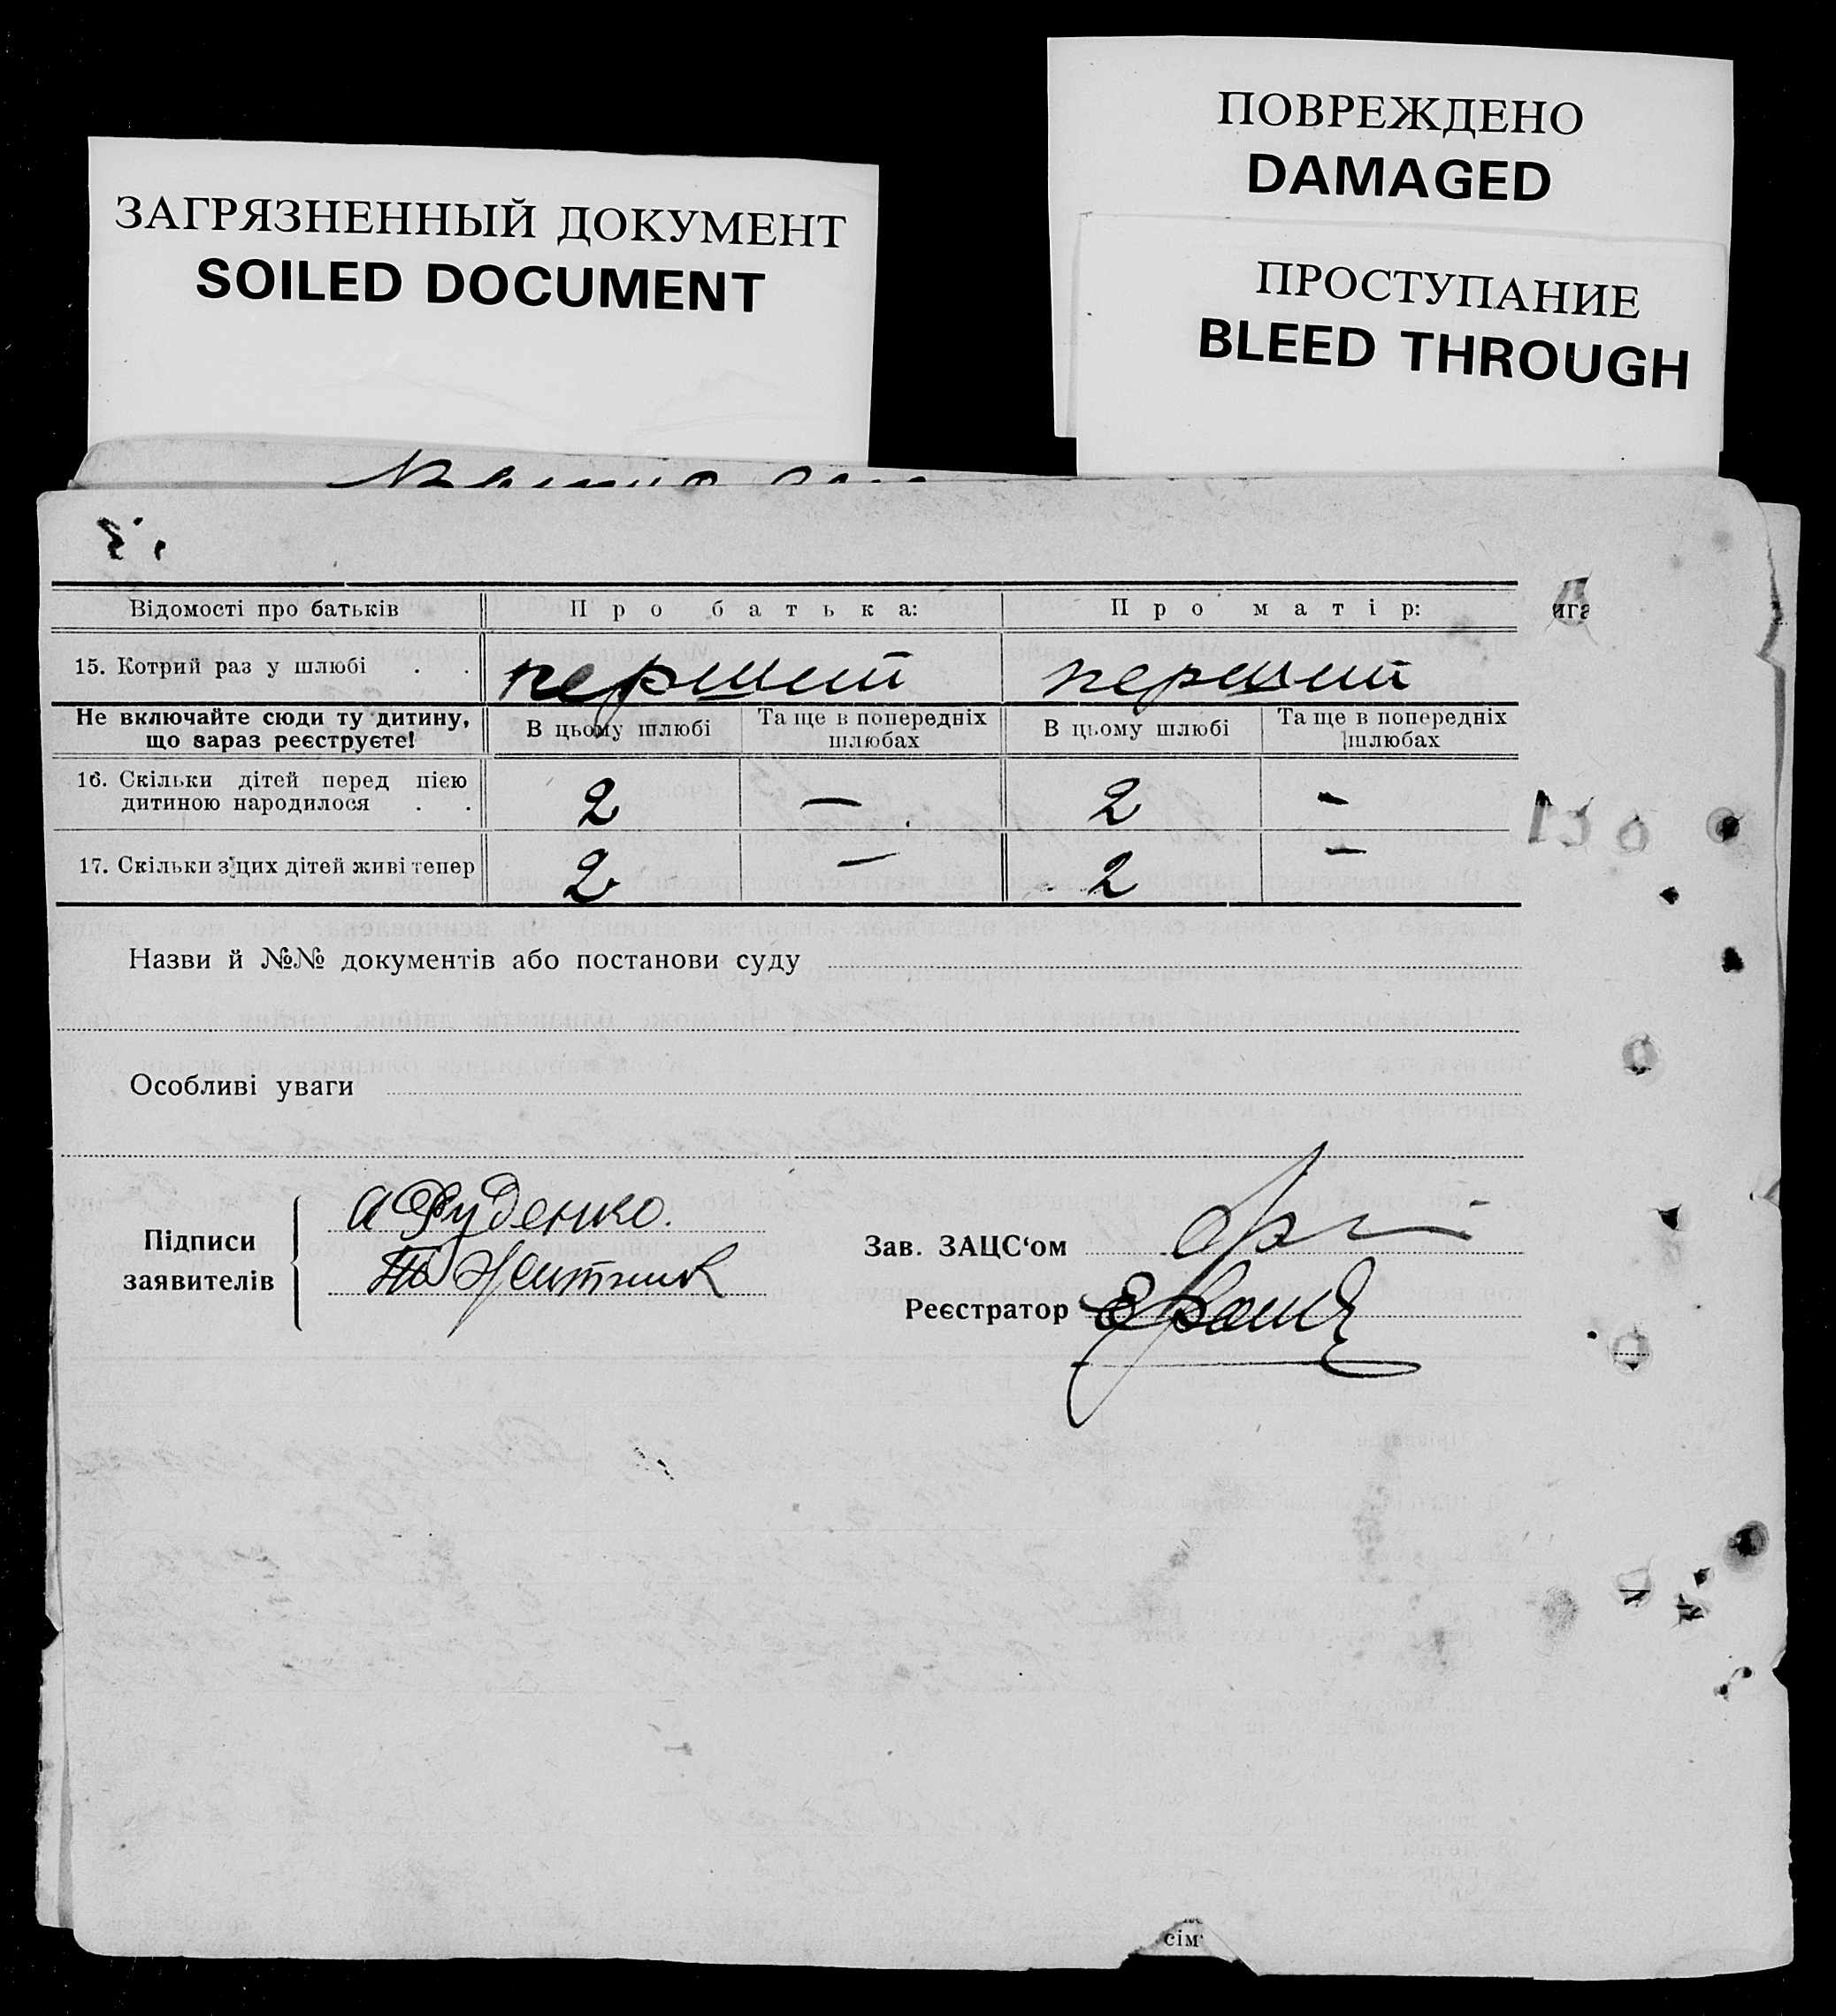 ПОВРЕЖДЕНО
DAMAGED
ЗАГРЯЗНЕННЫЙ ДОКУМЕНТ
SOILED DOCUMENT
ПРОСТУПАНИЕ
BLEED THROUGH
Відомості про батьків Про батька: Про матір:
15. Котрий раз у шлюбі . . перший перший
Не включайте сюди ту дитину, що зараз реєструєте! В цьому шлюбі Та ще в попередніх шлюбах В цьому шлюбі Та ще в попередніх шлюбах
16. Скільки дітей перед цією
дитиною народилося . . 2 — 2 -
17. Скільки з цих дітей живі тепер 2 — 2 —
Назви й №№ документів або постанови суду
Особливі уваги
Підписи
заявителів
А Руденко.
Житник
Зав. ЗАЦС‘ом
Реєстратор
сім